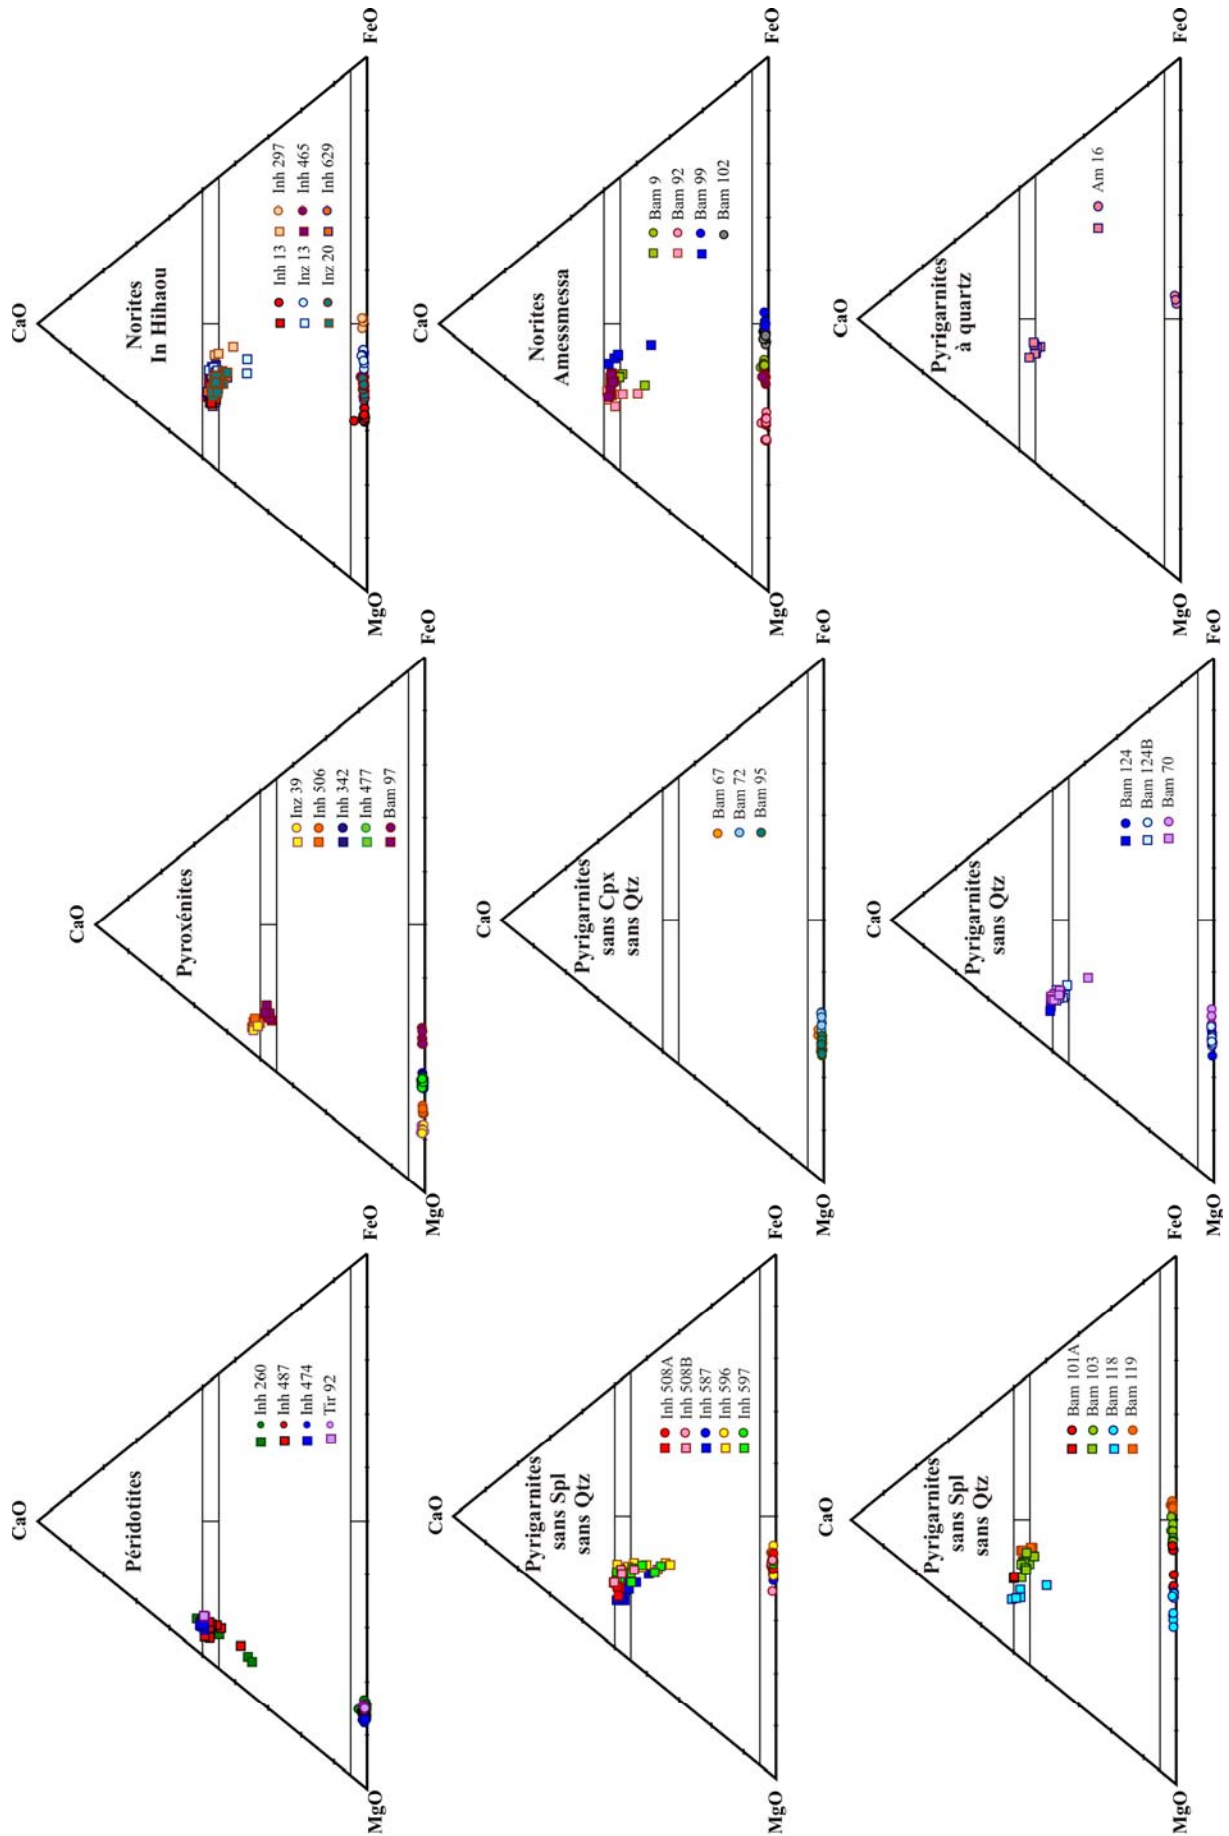 CaO
Péridotites
Inh 260
Inh 487
Inh 474
Tir 92
MgO
FeO
CaO
Pyroxénites
Inz 39
Inh 506
Inh 342
Inh 477
Bam 97
MgO
FeO
CaO
Norites
In Hihaou
Inh 13 Inh 297
Inz 13 Inh 465
Inz 20 Inh 629
MgO
FeO
CaO
Pyrigarnites
sans Spl
sans Qtz
Inh 508A
Inh 508B
Inh 587
Inh 596
Inh 597
MgO
FeO
CaO
Pyrigarnites
sans Cpx
sans Qtz
Bam 67
Bam 72
Bam 95
MgO
FeO
CaO
Norites
Amessmessa
Bam 9
Bam 92
Bam 99
Bam 102
MgO
FeO
CaO
Pyrigarnites
sans Spl
sans Qtz
Bam 101A
Bam 103
Bam 118
Bam 119
MgO
FeO
CaO
Pyrigarnites
sans Qtz
Bam 124
Bam 124B
Bam 70
MgO
FeO
CaO
Pyrigarnites
à quartz
Am 16
MgO
FeO